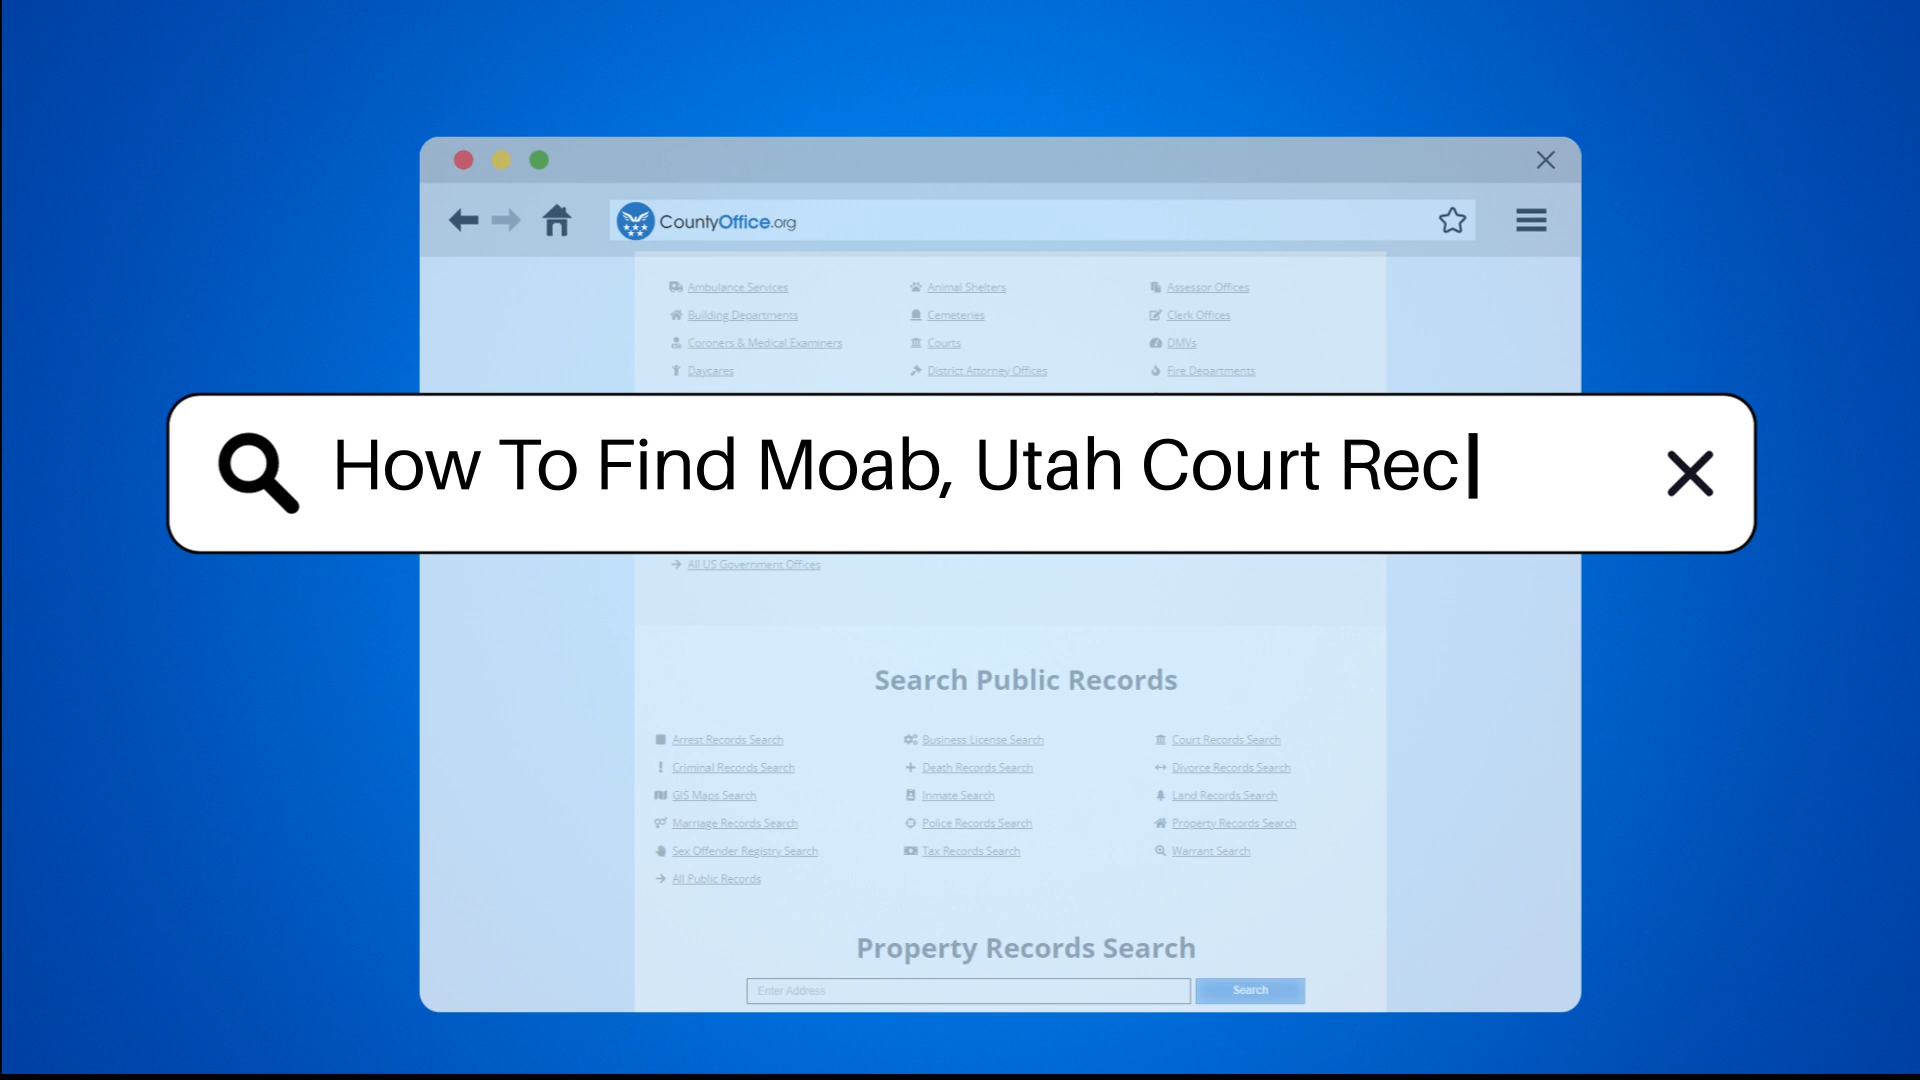 CountyOffice.org
Ambulance Services Animal Shelters Assessor Offices
Building Departments Cemeteries Clerk Offices
Coroners & Medical Examiners Courts DMVs
Daycares District Attorney Offices Fire Departments
How To Find Moab, Utah Court Rec
All US Government Offices
Search Public Records
Arrest Records Search Business License Search Court Records Search
Criminal Records Search Death Records Search Divorce Records Search
GIS Maps Search Inmate Search Land Records Search
Marriage Records Search Police Records Search Property Records Search
Sex Offender Registry Search Tax Records Search Warrant Search
All Public Records
Property Records Search
Enter Address Search